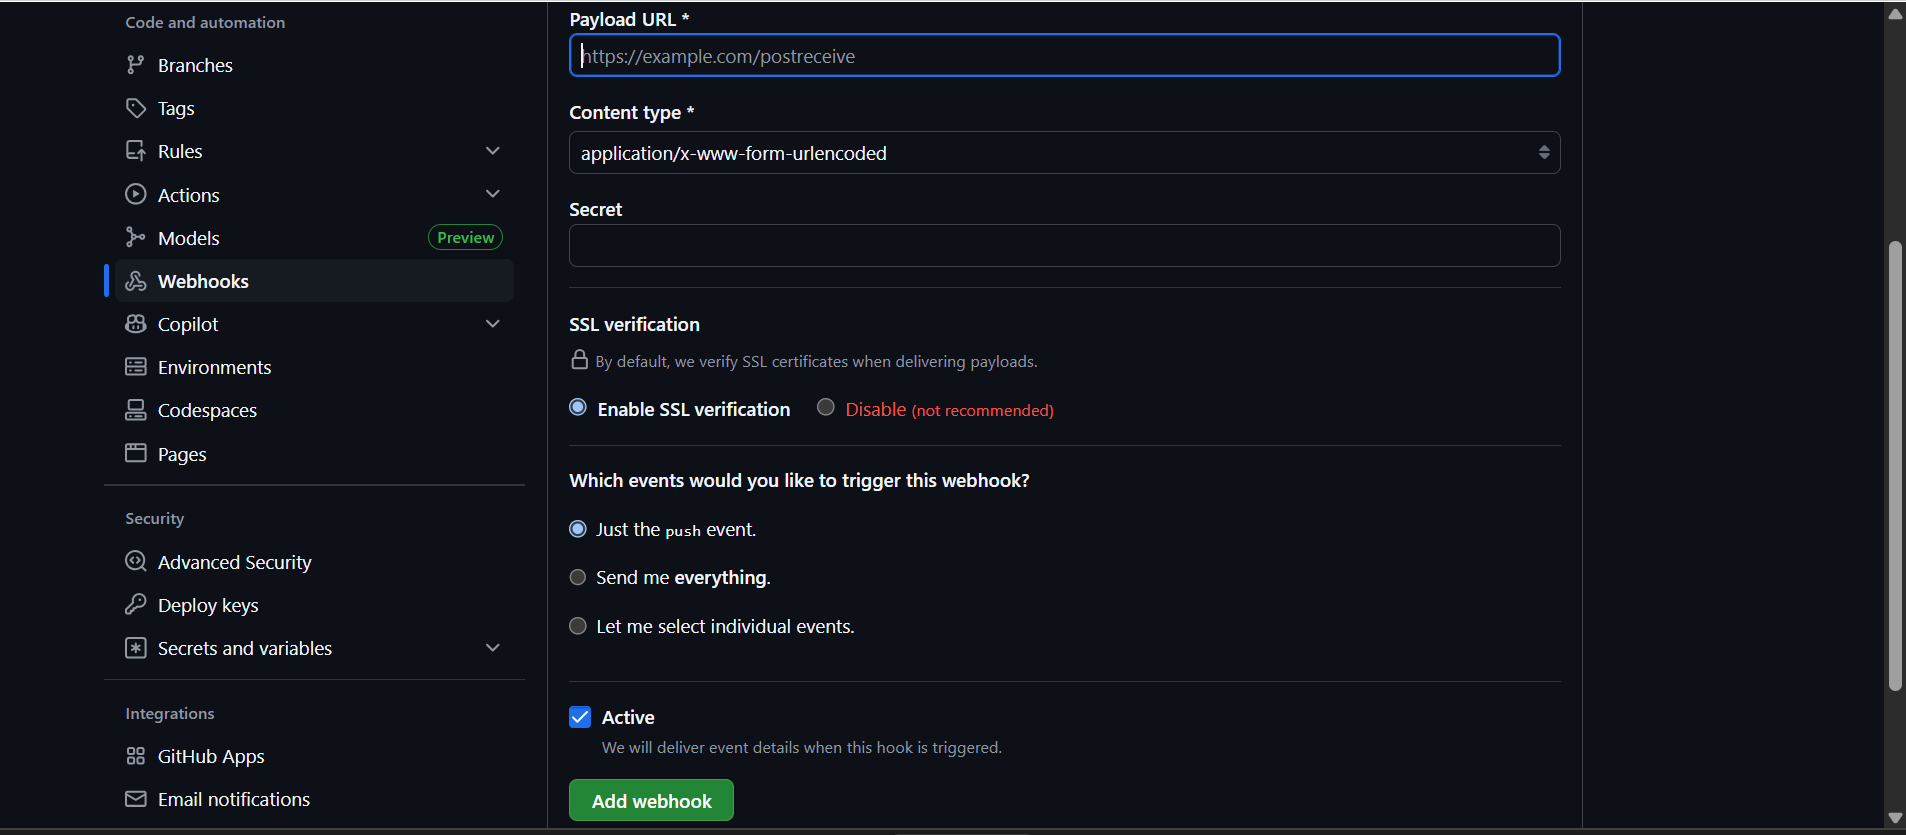 Code and automation
Branches
Tags
Rules
Actions
Models
Preview
Webhooks
Copilot
Environments
Codespaces
Pages
Security
Advanced Security
Deploy keys
Secrets and variables
Integrations
GitHub Apps
Email notifications
Payload URL *
https://example.com/postreceive
Content type *
application/x-www-form-urlencoded
Secret
SSL verification
By default, we verify SSL certificates when delivering payloads.
Enable SSL verification
Disable (not recommended)
Which events would you like to trigger this webhook?
Just the push event.
Send me everything.
Let me select individual events.
Active
We will deliver event details when this hook is triggered.
Add webhook